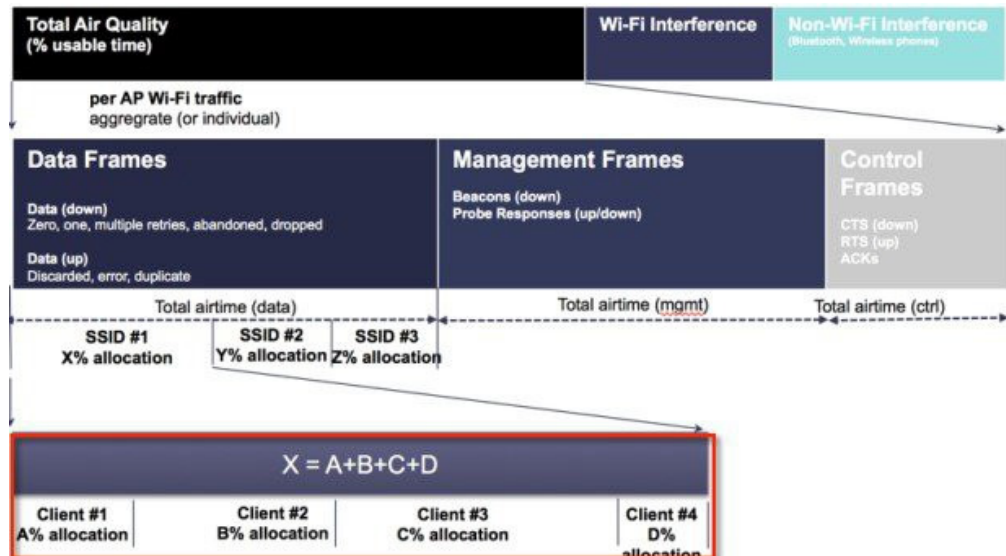 Total Air Quality
(% usable time)
Wi-Fi Interference
Non-Wi-Fi Interference
(Bluetooth, Wireless phones)
per AP Wi-Fi traffic
aggregrate (or individual)
Data Frames
Data (down)
Zero, one, multiple retries, abandoned, dropped
Data (up)
Discarded, error, duplicate
Management Frames
Beacons (down)
Probe Responses (up/down)
Control
Frames
CTS (down)
RTS (up)
ACKs
Total airtime (data)
Total airtime (mgmt)
Total airtime (ctrl)
SSID #1
X% allocation
SSID #2
Y% allocation
SSID #3
Z% allocation
X = A+B+C+D
Client #1
A% allocation
Client #2
B% allocation
Client #3
C% allocation
Client #4
D%
allocation